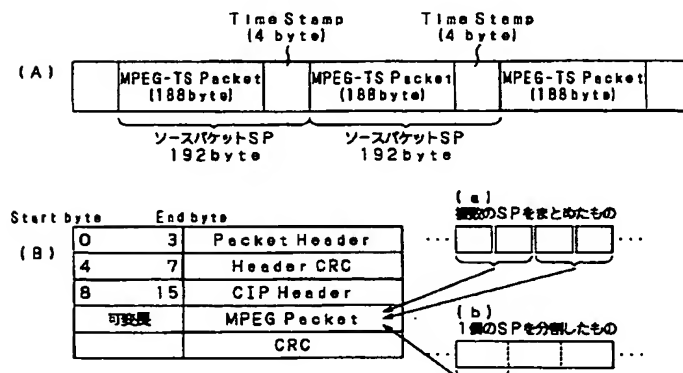 Time Stamp Time Stamp
(4 byte) (4 byte)
(A)
MPEG-TS Packet MPEG-TS Packet MPEG-TS Packet
(188byte) (188byte) (188byte)
ソースパケットSP ソースパケットSP
192byte 192byte
Start byte End byte
(B)
0 3 Packet Header
4 7 Header CRC
8 15 CIP Header
可変長 MPEG Packet
CRC
(a)
複数のSPをまとめたもの
... ...
(b)
1個のSPを分割したもの
... ...